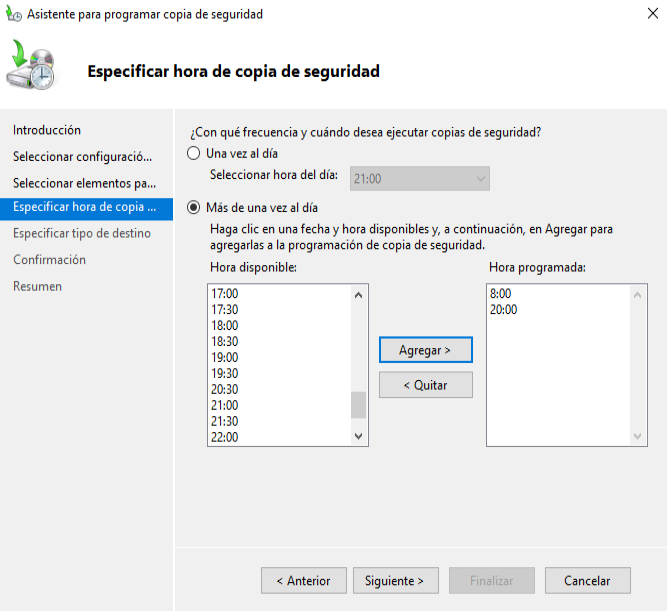 Asistente para programar copia de seguridad
Especificar hora de copia de seguridad
Introducción
Seleccionar configuració...
Seleccionar elementos pa...
Especificar hora de copia ...
Especificar tipo de destino
Confirmación
Resumen
¿Con qué frecuencia y cuándo desea ejecutar copias de seguridad?
Una vez al día
Seleccionar hora del día:
21:00
Más de una vez al día
Haga clic en una fecha y hora disponibles y, a continuación, en Agregar para
agregarlas a la programación de copia de seguridad.
Hora disponible:
17:00
17:30
18:00
18:30
19:00
19:30
20:30
21:00
21:30
22:00
Agregar >
< Quitar
Hora programada:
8:00
20:00
< Anterior
Siguiente >
Finalizar
Cancelar